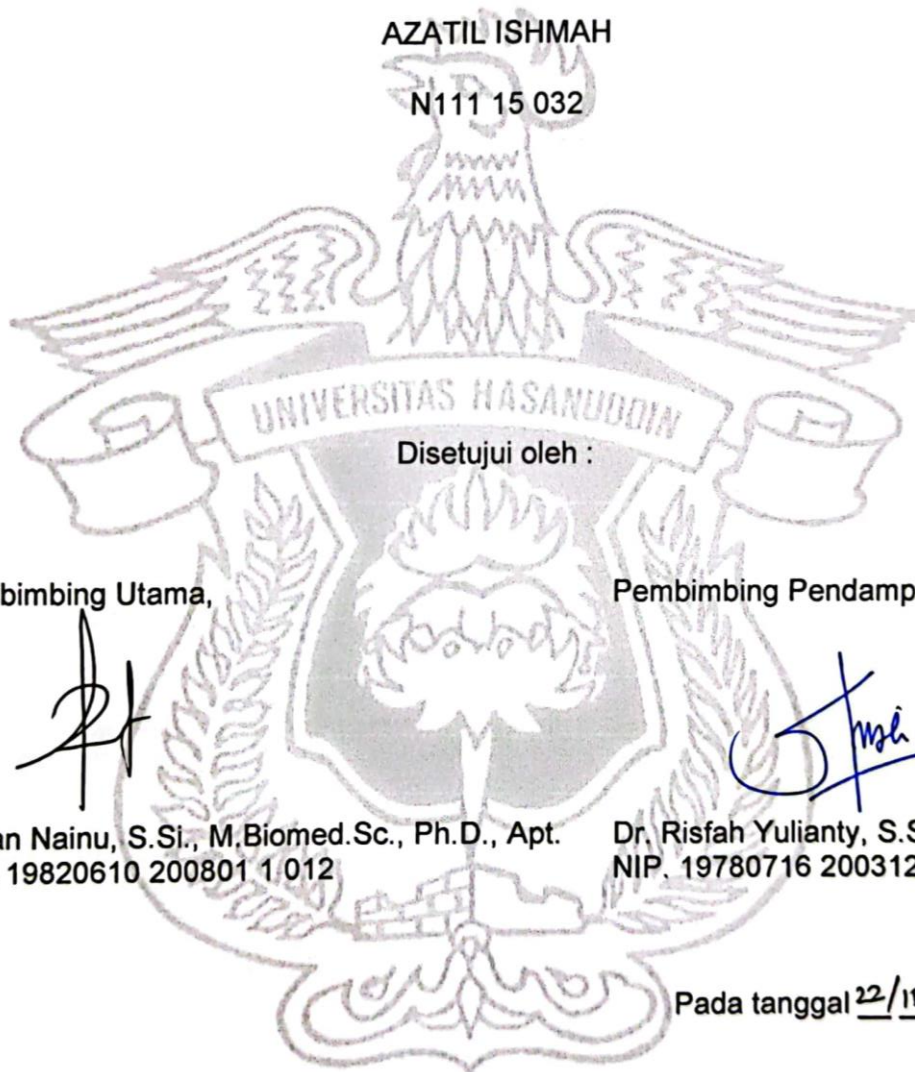 AZATIL ISHMAH
N111 15 032
UNIVERSITAS HASANUDDIN
Disetujui oleh :
bimbing Utama,
Pembimbing Pendamp
an Nainu, S.Si., M.Biomed.Sc., Ph.D., Apt.
19820610 200801 1 012
Dr. Risfah Yulianty, S.S
NIP. 19780716 200312
Pada tanggal 22/11